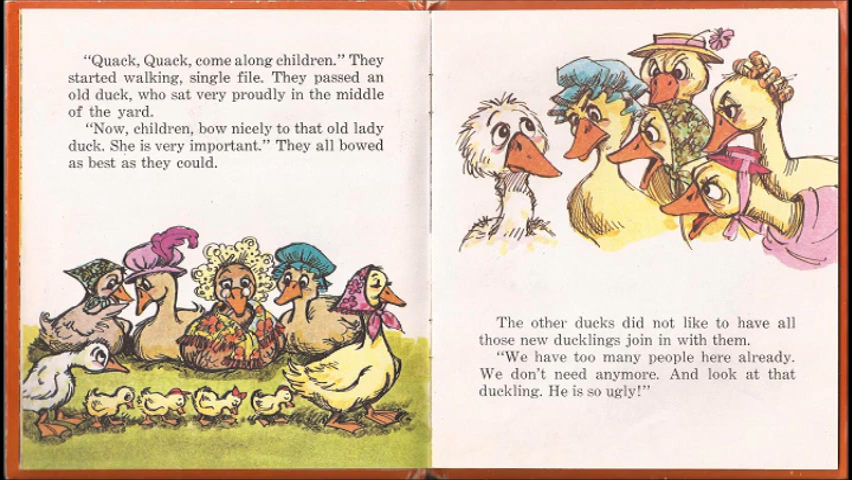 "Quack, Quack, come along children." They
started walking, single file. They passed an
old duck, who sat very proudly in the middle
of the yard.
"Now, children, bow nicely to that old lady
duck. She is very important." They all bowed
as best as they could.
The other ducks did not like to have all
those new ducklings join in with them.
"We have too many people here already.
We don't need anymore. And look at that
duckling. He is so ugly!"